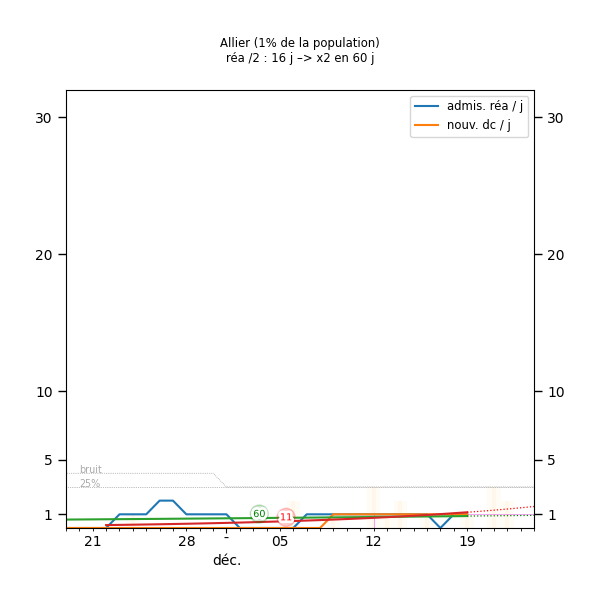 Allier (1% de la population)
réa /2 : 16 j –> x2 en 60 j
admis. réa / j
nouv. dc / j
30 30
20 20
10 10
5 5
bruit
25%
60 11
1 1
21 28 - 05 12 19
déc.